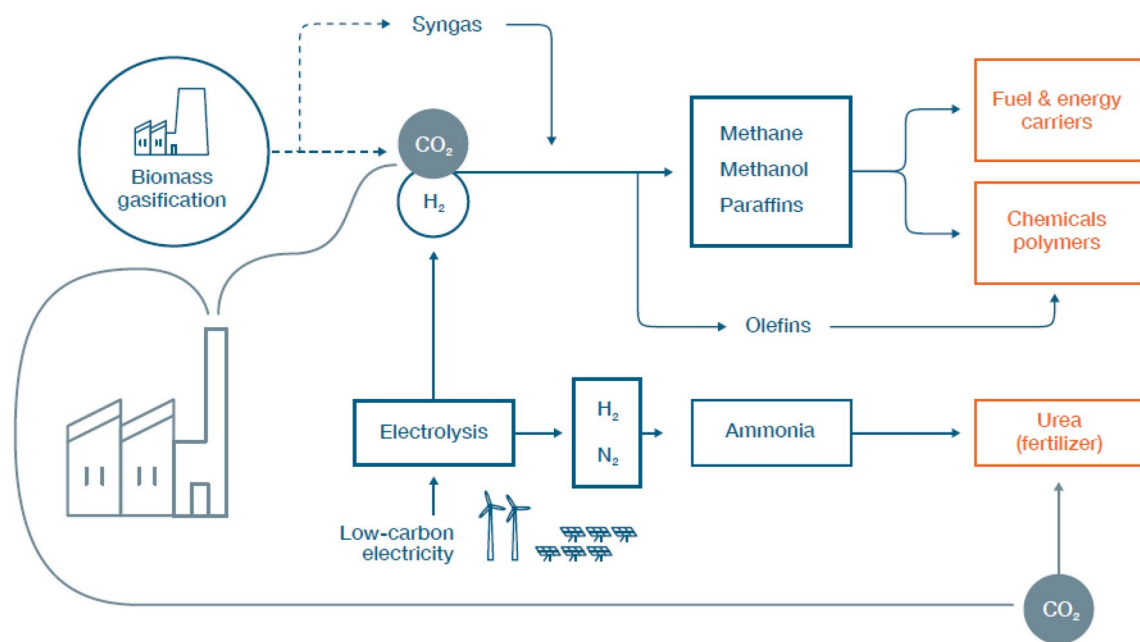 Syngas
Biomass
gasification
CO₂
H₂
Methane
Methanol
Paraffins
Fuel & energy
carriers
Chemicals
polymers
Olefins
Electrolysis
H₂
N₂
Ammonia
Urea
(fertilizer)
Low-carbon
electricity
CO₂